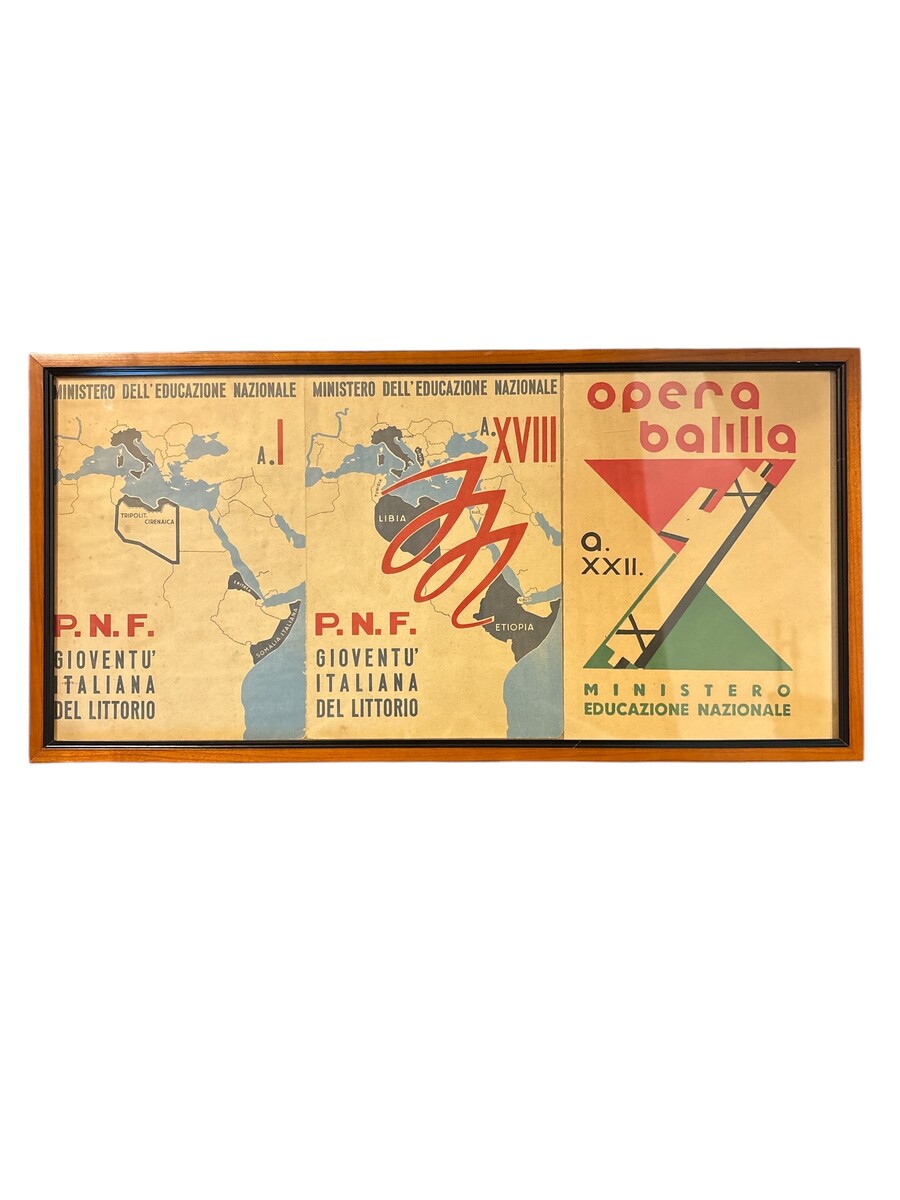 MINISTERO DELL'EDUCAZIONE NAZIONALE
A.I
TRIPOLIT.
CIRENAICA
ERITREA
SOMALIA ITALIANA
P.N.F.
GIOVENTU'
ITALIANA
DEL LITTORIO
MINISTERO DELL'EDUCAZIONE NAZIONALE
A.XVIII
LIBIA
ETIOPIA
P.N.F.
GIOVENTU'
ITALIANA
DEL LITTORIO
opera
balilla
a.
XXII.
MINISTERO
EDUCAZIONE NAZIONALE